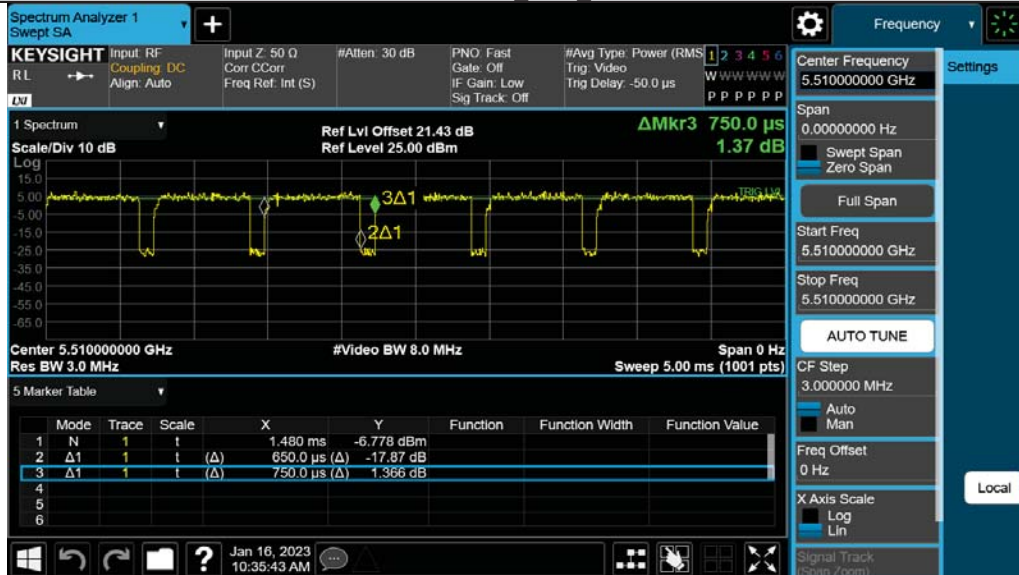 Spectrum Analyzer 1
Swept SA
+
Frequency
KEYSIGHT
RL
LXI
Input: RF
Coupling: DC
Align: Auto
Input Z: 50 Ω
Corr CCorr
Freq Ref: Int (S)
#Atten: 30 dB
PNO: Fast
Gate: Off
IF Gain: Low
Sig Track: Off
#Avg Type: Power (RMS
Trig: Video
Trig Delay: -50.0 µs
1 2 3 4 5 6
W W W W W W
P P P P P P
1 Spectrum
Scale/Div 10 dB
Ref Lvl Offset 21.43 dB
Ref Level 25.00 dBm
ΔMkr3 750.0 µs
1.37 dB
Log
15.0
5.00
-5.00
-15.0
-25.0
-35.0
-45.0
-55.0
-65.0
1
3Δ1
2Δ1
TRIG LVL
Center 5.510000000 GHz
#Video BW 8.0 MHz
Span 0 Hz
Res BW 3.0 MHz
Sweep 5.00 ms (1001 pts)
5 Marker Table
Mode Trace Scale X Y Function Function Width Function Value
1 N 1 t 1.480 ms -6.778 dBm
2 Δ1 1 t (Δ) 650.0 µs (Δ) -17.87 dB
3 Δ1 1 t (Δ) 750.0 µs (Δ) 1.366 dB
4
5
6
?
Jan 16, 2023
10:35:43 AM
Center Frequency
5.510000000 GHz
Span
0.00000000 Hz
Swept Span
Zero Span
Full Span
Start Freq
5.510000000 GHz
Stop Freq
5.510000000 GHz
AUTO TUNE
CF Step
3.000000 MHz
Auto
Man
Freq Offset
0 Hz
X Axis Scale
Log
Lin
Signal Track
(Span Zoom)
Settings
Local